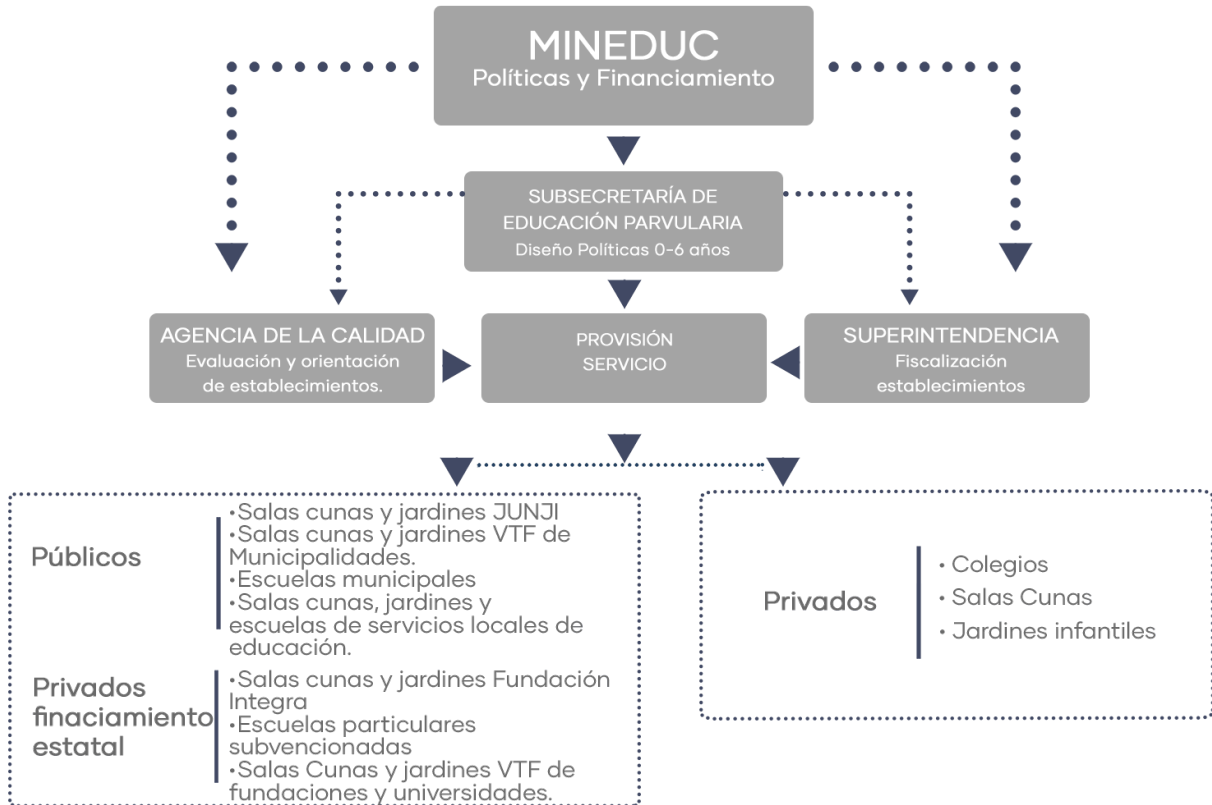 MINEDUC
Políticas y Financiamiento
SUBSECRETARÍA DE
EDUCACIÓN PARVULARIA
Diseño Políticas 0-6 años
AGENCIA DE LA CALIDAD
Evaluación y orientación
de establecimientos.
PROVISIÓN
SERVICIO
SUPERINTENDENCIA
Fiscalización
establecimientos
Públicos
•Salas cunas y jardines JUNJI
•Salas cunas y jardines VTF de
Municipalidades.
•Escuelas municipales
•Salas cunas, jardines y
escuelas de servicios locales de
educación.
Privados
finaciamiento
estatal
•Salas cunas y jardines Fundación
Integra
•Escuelas particulares
subvencionadas
•Salas Cunas y jardines VTF de
fundaciones y universidades.
Privados
• Colegios
• Salas Cunas
• Jardines infantiles